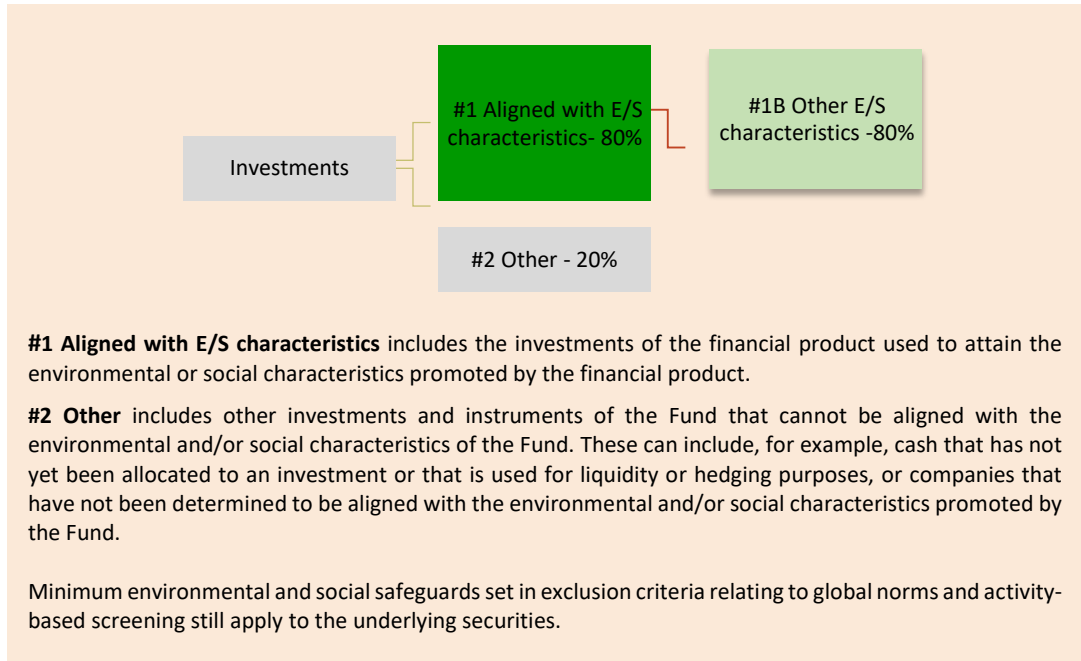 #1 Aligned with E/S
characteristics- 80%
#1B Other E/S
characteristics -80%
Investments
#2 Other - 20%
#1 Aligned with E/S characteristics includes the investments of the financial product used to attain the
environmental or social characteristics promoted by the financial product.
#2 Other includes other investments and instruments of the Fund that cannot be aligned with the
environmental and/or social characteristics of the Fund. These can include, for example, cash that has not
yet been allocated to an investment or that is used for liquidity or hedging purposes, or companies that
have not been determined to be aligned with the environmental and/or social characteristics promoted by
the Fund.
Minimum environmental and social safeguards set in exclusion criteria relating to global norms and activity-
based screening still apply to the underlying securities.